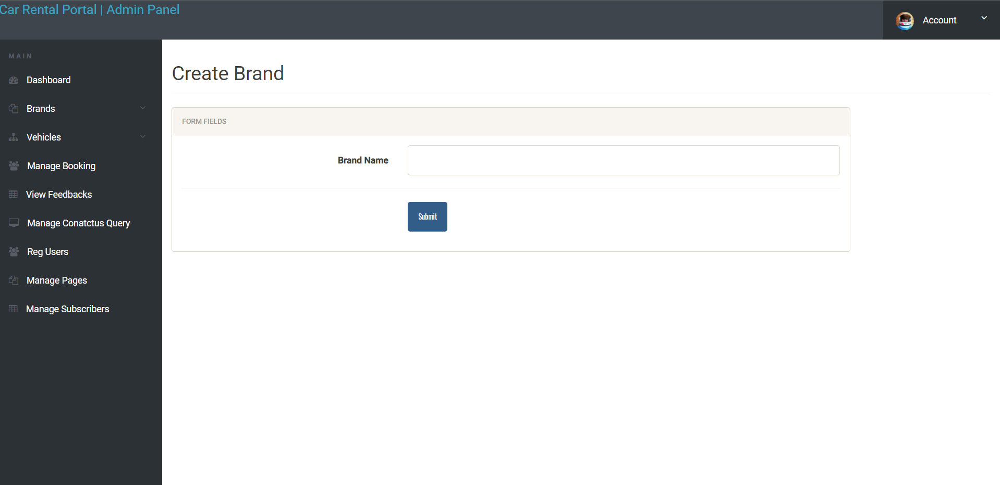 Car Rental Portal | Admin Panel
Account
MAIN
Dashboard
Brands
Vehicles
Manage Booking
View Feedbacks
Manage Conatctus Query
Reg Users
Manage Pages
Manage Subscribers
Create Brand
FORM FIELDS
Brand Name
Submit